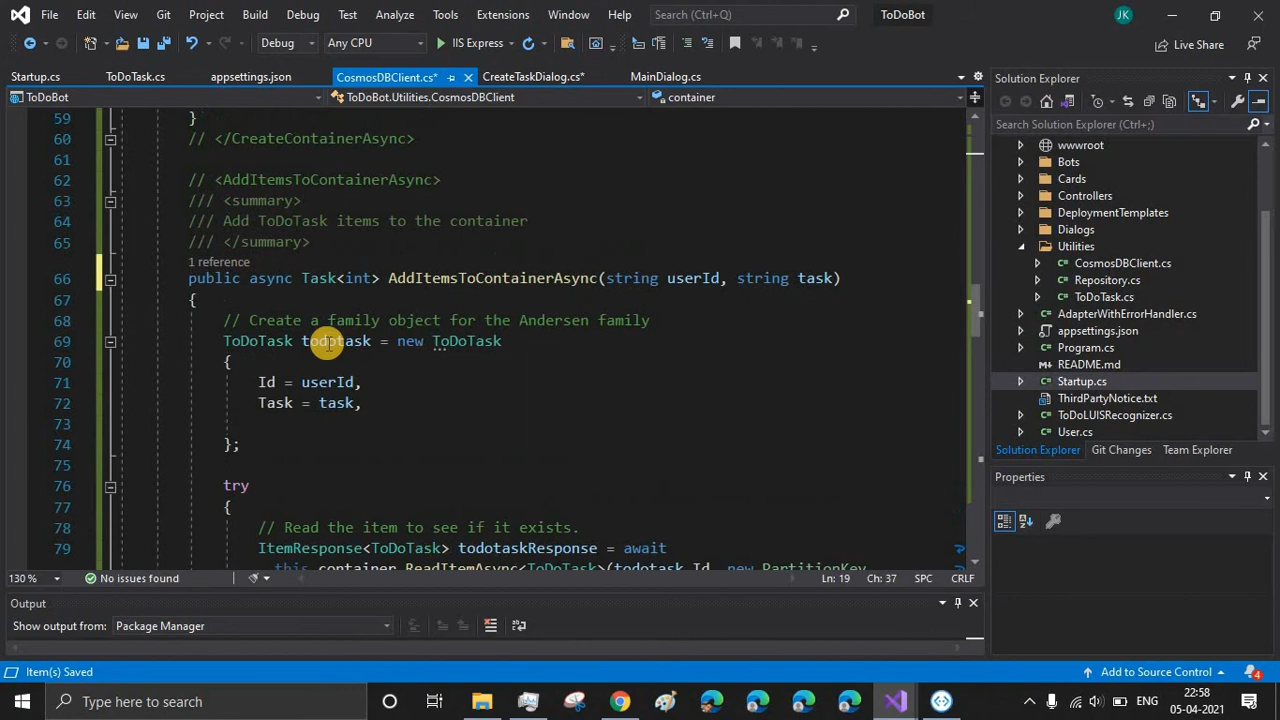 File Edit View Git Project Build Debug Test Analyze Tools Extensions Window Help Search (Ctrl+Q) ToDoBot JK
Debug Any CPU IIS Express Live Share
Startup.cs ToDoTask.cs appsettings.json CosmosDBClient.cs* CreateTaskDialog.cs* MainDialog.cs
ToDoBot ToDoBot.Utilities.CosmosDBClient container
59 }
60 // </CreateContainerAsync>
61
62 // <AddItemsToContainerAsync>
63 /// <summary>
64 /// Add ToDoTask items to the container
65 /// </summary>
1 reference
66 public async Task<int> AddItemsToContainerAsync(string userId, string task)
67 {
68 // Create a family object for the Andersen family
69 ToDoTask todotask = new ToDoTask
70 {
71 Id = userId,
72 Task = task,
73
74 };
75
76 try
77 {
78 // Read the item to see if it exists.
79 ItemResponse<ToDoTask> todotaskResponse = await
this.container.ReadItemAsync<ToDoTask>(todotask.Id, new PartitionKey
130 % No issues found Ln: 19 Ch: 37 SPC CRLF
Output
Show output from: Package Manager
Solution Explorer
Search Solution Explorer (Ctrl+;)
wwwroot
Bots
Cards
Controllers
DeploymentTemplates
Dialogs
Utilities
CosmosDBClient.cs
Repository.cs
ToDoTask.cs
AdapterWithErrorHandler.cs
appsettings.json
Program.cs
README.md
Startup.cs
ThirdPartyNotice.txt
ToDoLUISRecognizer.cs
User.cs
Solution Explorer Git Changes Team Explorer
Properties
Item(s) Saved Add to Source Control 4
Type here to search ENG 22:58
05-04-2021